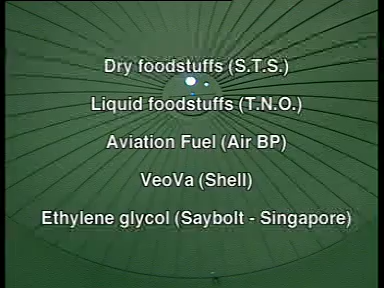 Dry foodstuffs (S.T.S.)
Liquid foodstuffs (T.N.O.)
Aviation Fuel (Air BP)
VeoVa (Shell)
Ethylene glycol (Saybolt - Singapore)